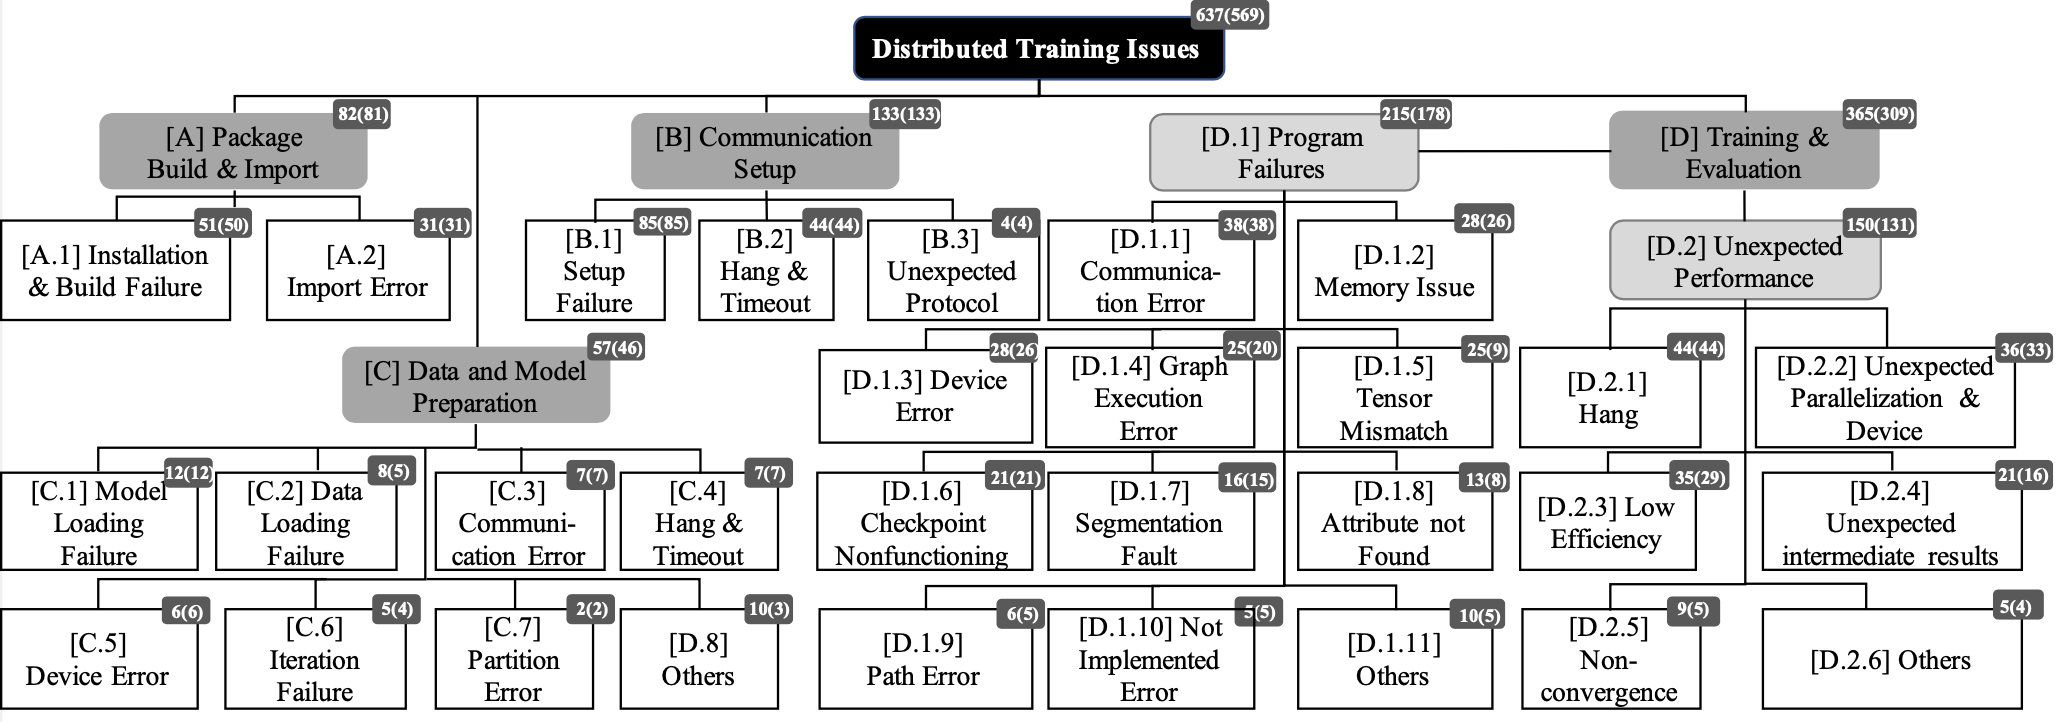 637(569)
Distributed Training Issues
82(81)
[A] Package
Build & Import
133(133)
[B] Communication
Setup
215(178)
[D.1] Program
Failures
365(309)
[D] Training &
Evaluation
51(50)
[A.1] Installation
& Build Failure
31(31)
[A.2]
Import Error
85(85)
[B.1]
Setup
Failure
44(44)
[B.2]
Hang &
Timeout
4(4)
[B.3]
Unexpected
Protocol
38(38)
[D.1.1]
Communica-
tion Error
28(26)
[D.1.2]
Memory Issue
150(131)
[D.2] Unexpected
Performance
57(46)
[C] Data and Model
Preparation
28(26)
[D.1.3] Device
Error
25(20)
[D.1.4] Graph
Execution
Error
25(9)
[D.1.5]
Tensor
Mismatch
44(44)
[D.2.1]
Hang
36(33)
[D.2.2] Unexpected
Parallelization &
Device
12(12)
[C.1] Model
Loading
Failure
8(5)
[C.2] Data
Loading
Failure
7(7)
[C.3]
Communi-
cation Error
7(7)
[C.4]
Hang &
Timeout
21(21)
[D.1.6]
Checkpoint
Nonfunctioning
16(15)
[D.1.7]
Segmentation
Fault
13(8)
[D.1.8]
Attribute not
Found
35(29)
[D.2.3] Low
Efficiency
21(16)
[D.2.4]
Unexpected
intermediate results
6(6)
[C.5]
Device Error
5(4)
[C.6]
Iteration
Failure
2(2)
[C.7]
Partition
Error
10(3)
[D.8]
Others
6(5)
[D.1.9]
Path Error
5(5)
[D.1.10] Not
Implemented
Error
10(5)
[D.1.11]
Others
9(5)
[D.2.5]
Non-
convergence
5(4)
[D.2.6] Others